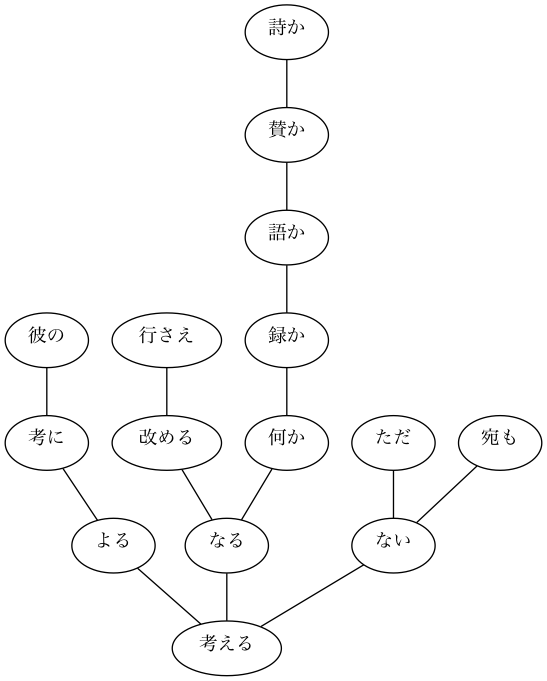 詩か
賛か
語か
彼の
行さえ
録か
考に
改める
何か
ただ
宛も
よる
なる
ない
考える